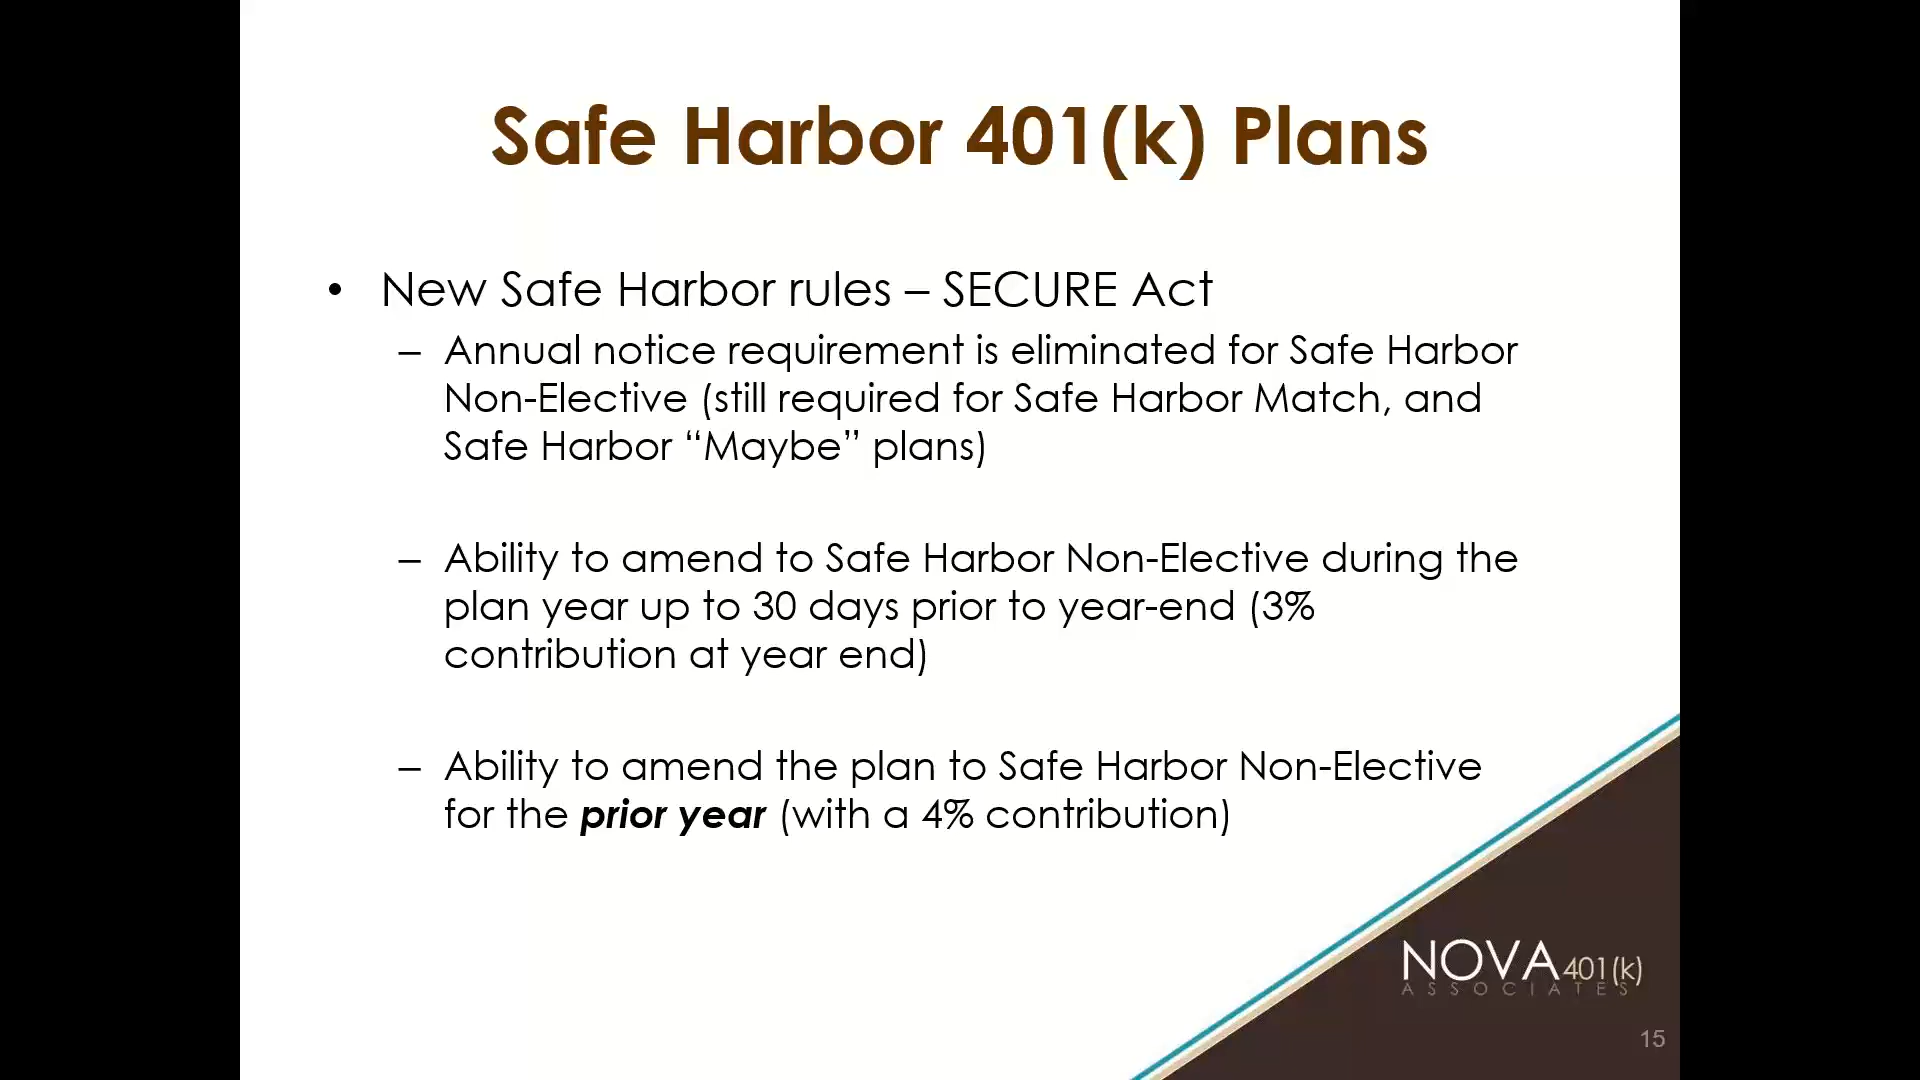 Safe Harbor 401(k) Plans
• New Safe Harbor rules – SECURE Act
– Annual notice requirement is eliminated for Safe Harbor
Non-Elective (still required for Safe Harbor Match, and
Safe Harbor “Maybe” plans)
– Ability to amend to Safe Harbor Non-Elective during the
plan year up to 30 days prior to year-end (3%
contribution at year end)
– Ability to amend the plan to Safe Harbor Non-Elective
for the prior year (with a 4% contribution)
NOVA 401(k)
ASSOCIATES
15